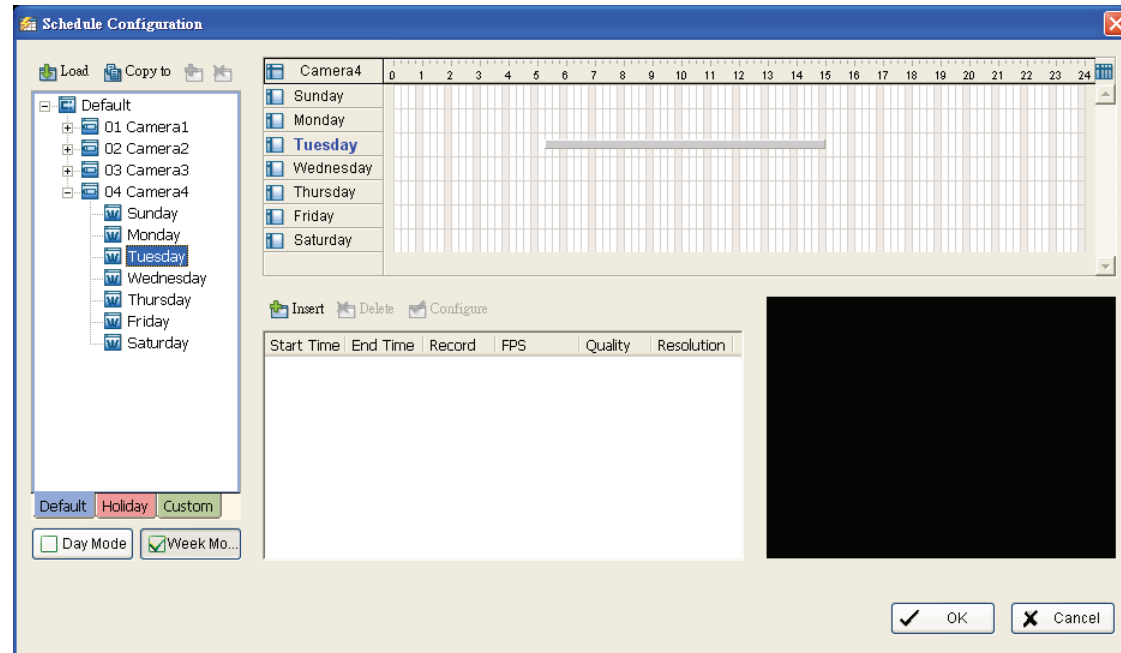 Schedule Configuration
Load Copy to
Default
01 Camera1
02 Camera2
03 Camera3
04 Camera4
Sunday
Monday
Tuesday
Wednesday
Thursday
Friday
Saturday
Default Holiday Custom
Day Mode Week Mo...
Camera4 0 1 2 3 4 5 6 7 8 9 10 11 12 13 14 15 16 17 18 19 20 21 22 23 24
Sunday
Monday
Tuesday
Wednesday
Thursday
Friday
Saturday
Insert Delete Configure
Start Time End Time Record FPS Quality Resolution
OK Cancel